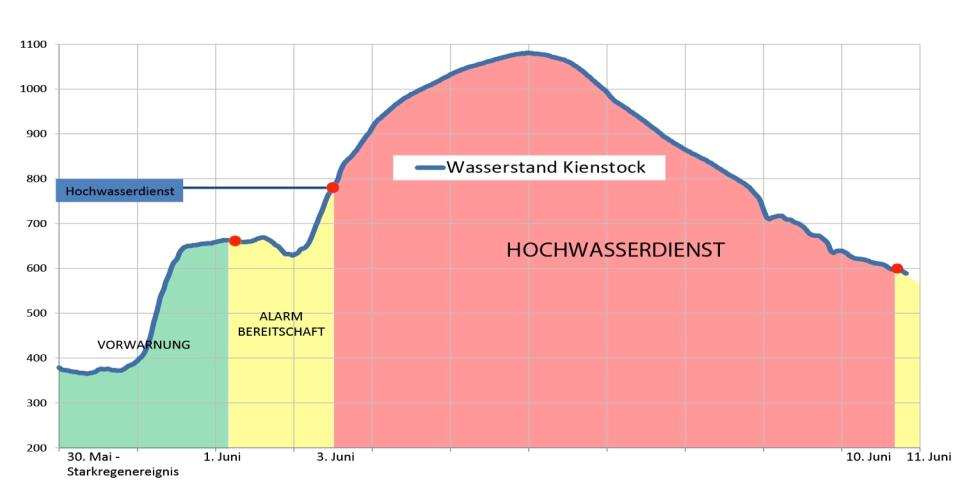 1100
1000
900
800
700
600
500
400
300
200
Hochwasserdienst
Wasserstand Kienstock
HOCHWASSERDIENST
ALARM
BEREITSCHAFT
VORWARNUNG
30. Mai -
Starkregenereignis
1. Juni
3. Juni
10. Juni
11. Juni